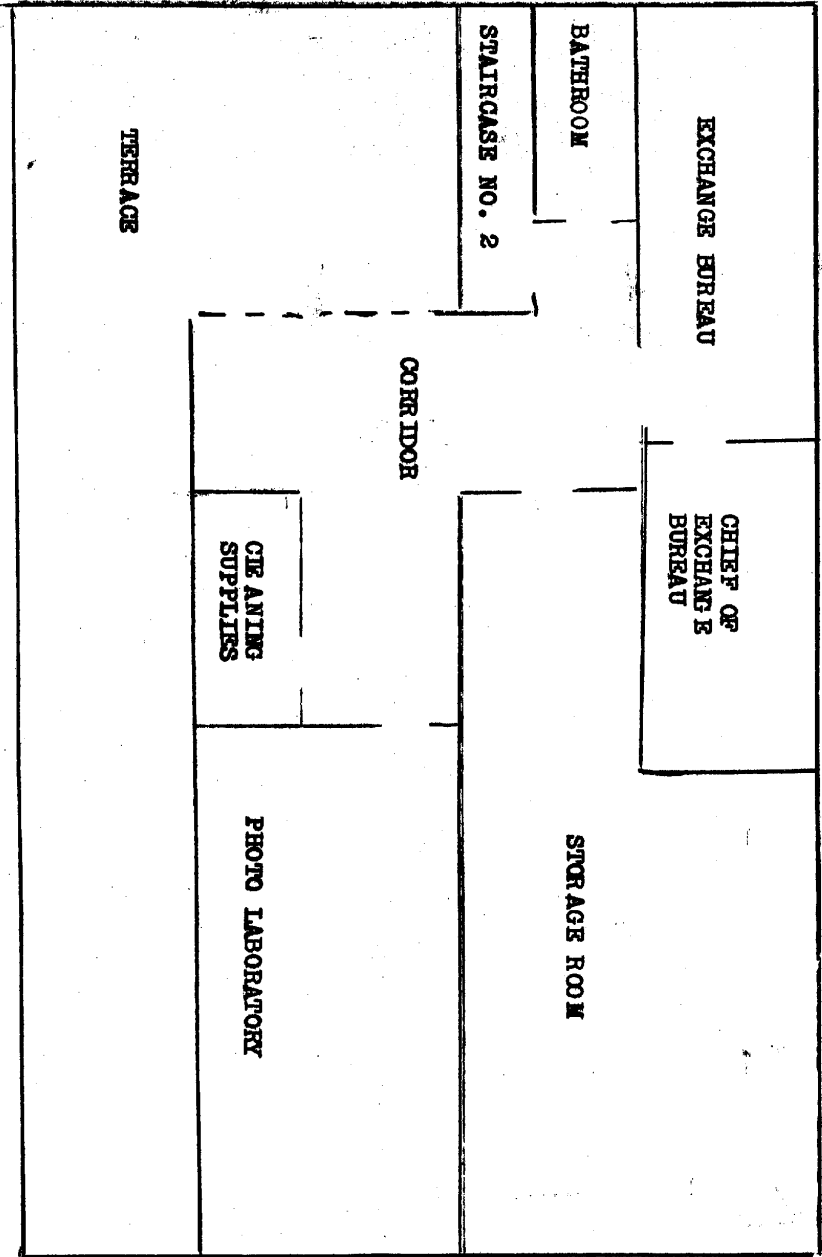 EXCHANGE BUREAU
CHIEF OF
EXCHANGE
BUREAU
BATHROOM
STORAGE ROOM
STAIRCASE NO. 2
CORRIDOR
CLEANING
SUPPLIES
PHOTO LABORATORY
TERRACE